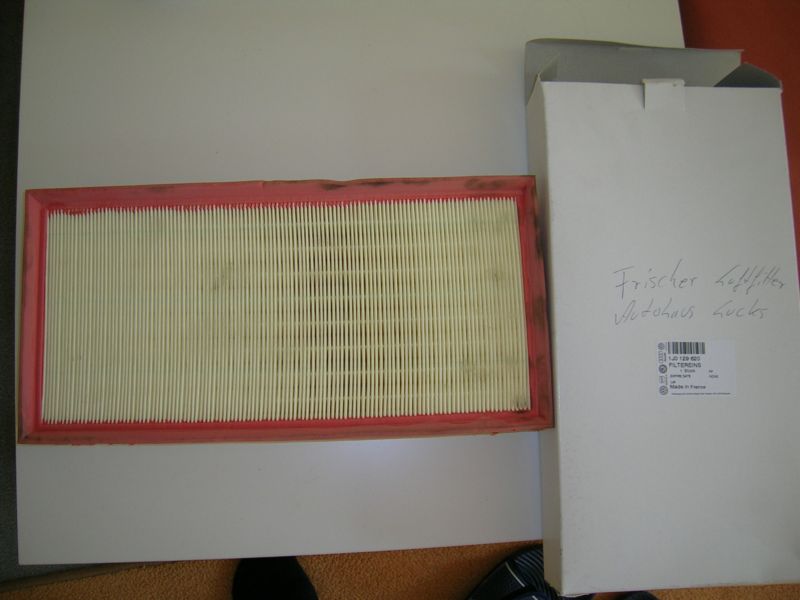 Frischer Luftfilter
Autohaus Lucks
1J0 129 620
FILTEREINS
Made in France